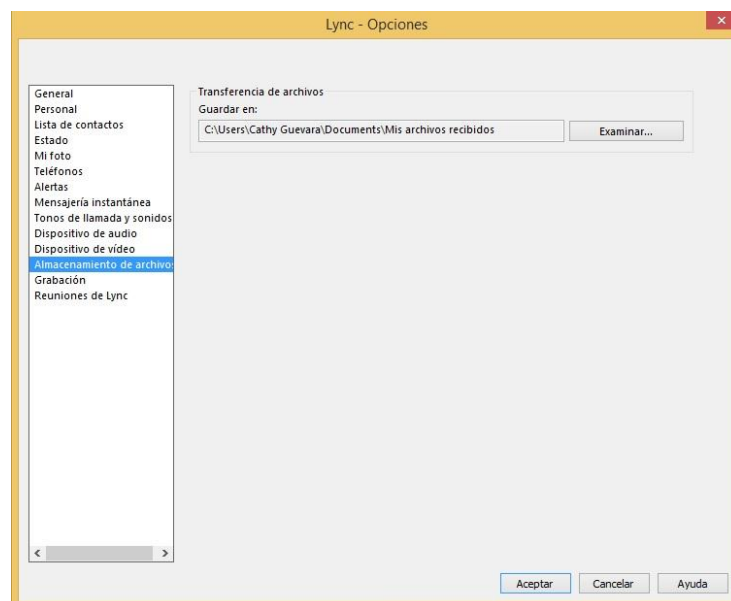 Lync - Opciones
General
Personal
Lista de contactos
Estado
Mi foto
Teléfonos
Alertas
Mensajería instantánea
Tonos de llamada y sonidos
Dispositivo de audio
Dispositivo de vídeo
Almacenamiento de archivos
Grabación
Reuniones de Lync
Transferencia de archivos
Guardar en:
C:\Users\Cathy Guevara\Documents\Mis archivos recibidos
Examinar...
Aceptar
Cancelar
Ayuda